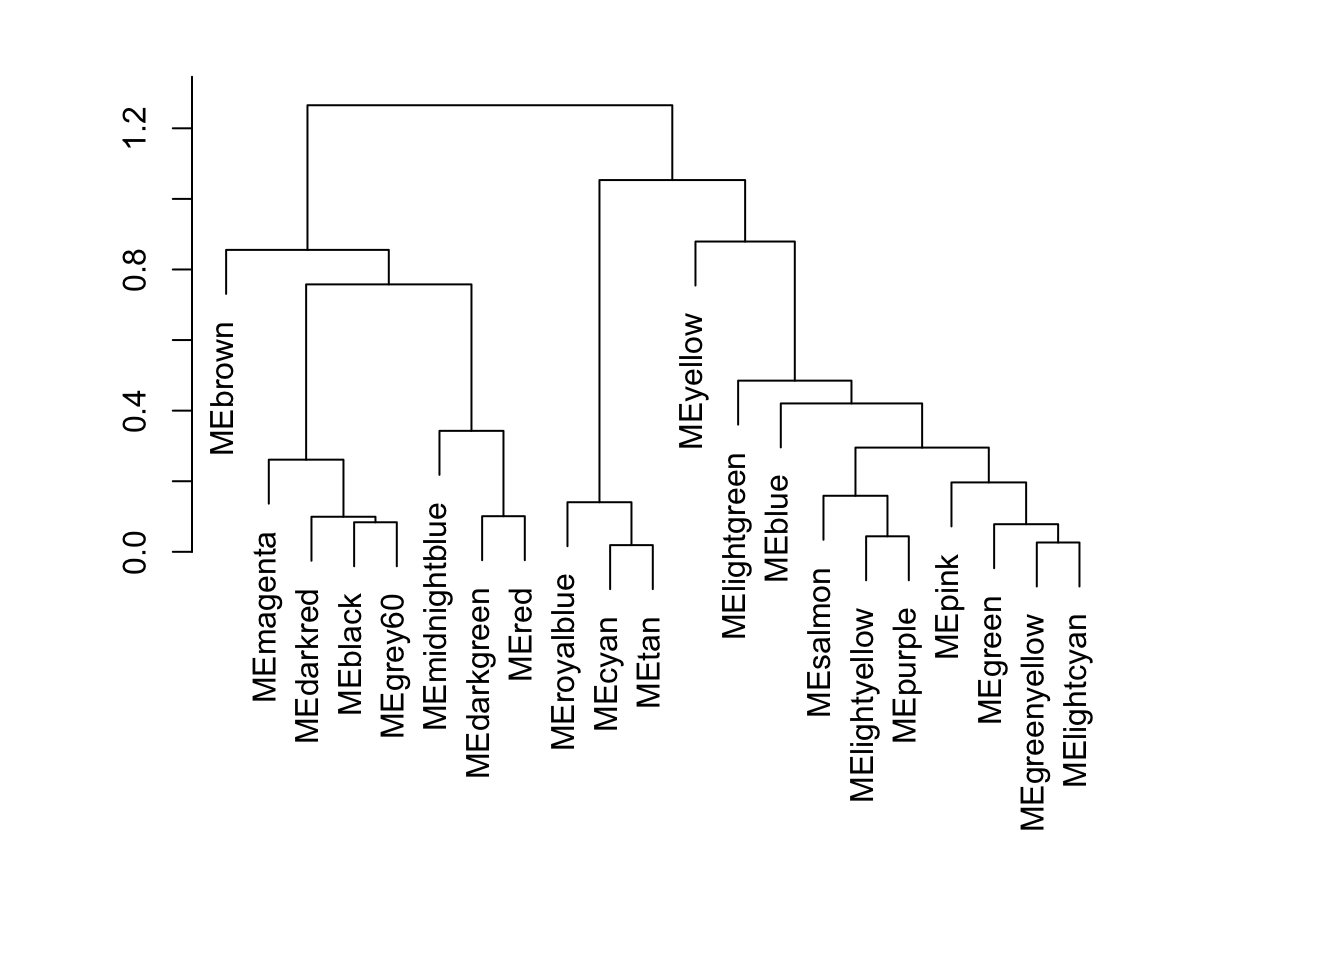 1.2
0.8
0.4
0.0
MEbrown
MEmagenta
MEdarkred
MEblack
MEgrey60
MEmidnightblue
MEdarkgreen
MEred
MEroyalblue
MEcyan
MEtan
MEyellow
MElightgreen
MEblue
MEsalmon
MElightyellow
MEpurple
MEpink
MEgreen
MEgreenyellow
MElightcyan